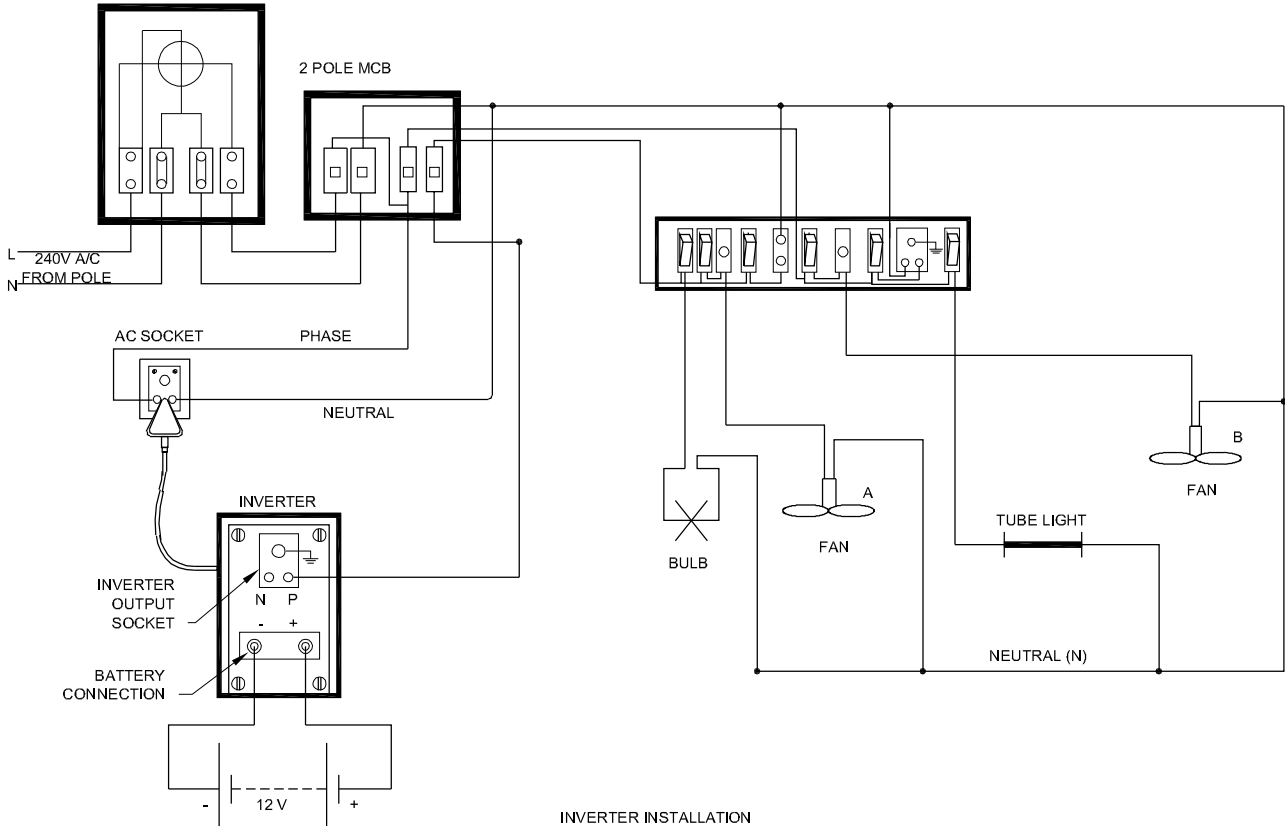 2 POLE MCB
L
240V A/C
N
FROM POLE
AC SOCKET
PHASE
NEUTRAL
INVERTER
INVERTER
OUTPUT
SOCKET
N P
- +
BATTERY
CONNECTION
- 12 V +
BULB
A
FAN
TUBE LIGHT
B
FAN
NEUTRAL (N)
INVERTER INSTALLATION